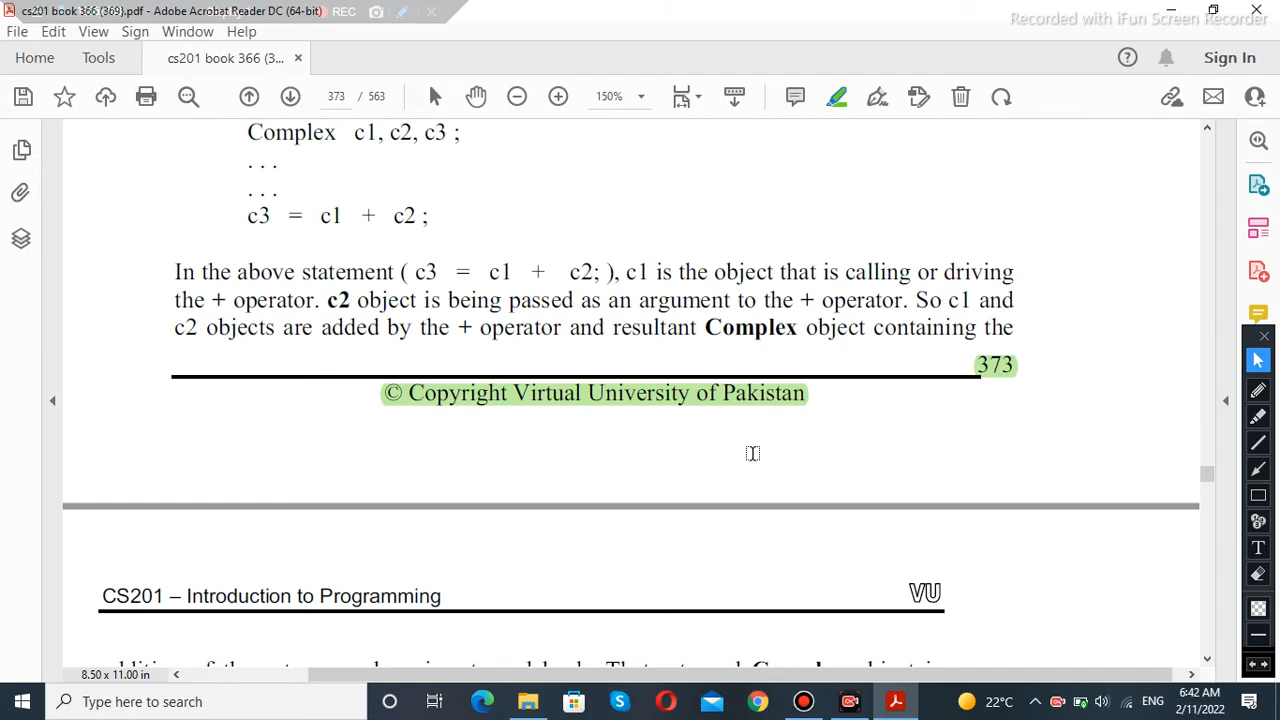 cs201 book 366 (369).pdf - Adobe Acrobat Reader DC (64-bit)
REC
Recorded with iFun Screen Recorder
File Edit View Sign Window Help
Home Tools cs201 book 366 (3... ×
Sign In
373 / 563
150%
Complex c1, c2, c3 ;
. . .
. . .
c3 = c1 + c2 ;
In the above statement ( c3 = c1 + c2; ), c1 is the object that is calling or driving
the + operator. c2 object is being passed as an argument to the + operator. So c1 and
c2 objects are added by the + operator and resultant Complex object containing the
373
© Copyright Virtual University of Pakistan
CS201 – Introduction to Programming
VU
8.50 x 11.00 in
Type here to search
22°C
ENG
6:42 AM
2/11/2022